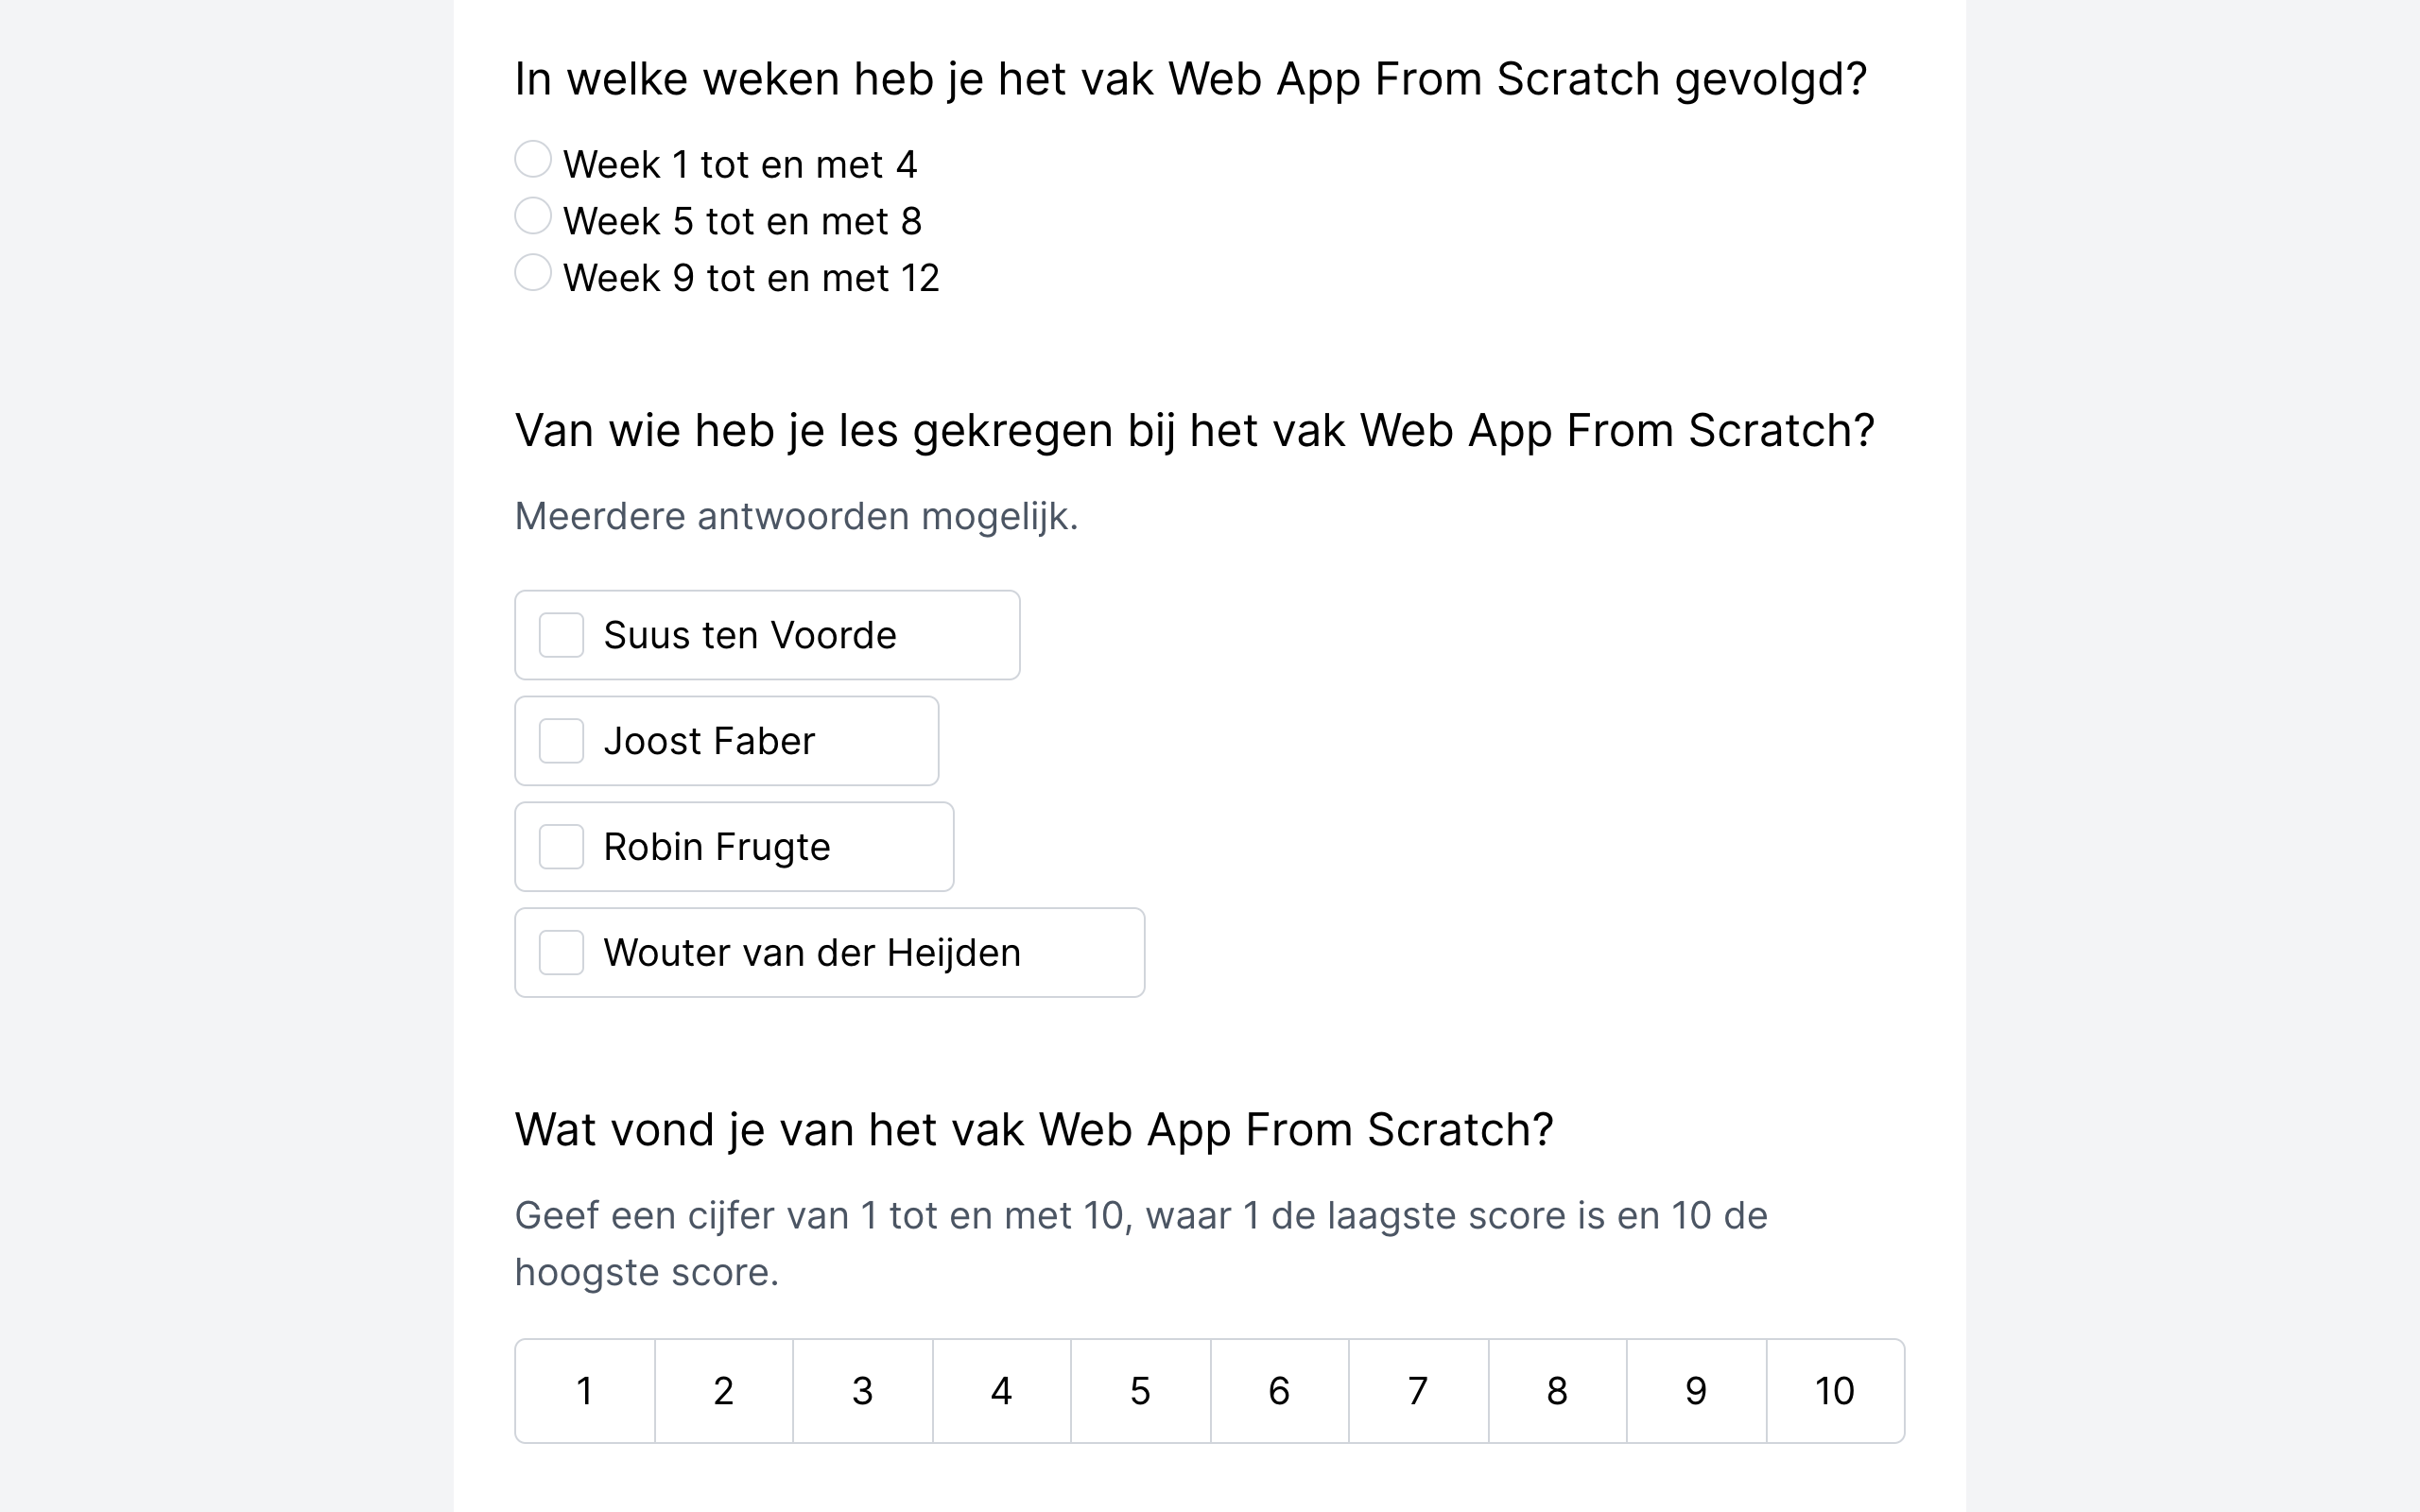 In welke weken heb je het vak Web App From Scratch gevolgd?
Week 1 tot en met 4
Week 5 tot en met 8
Week 9 tot en met 12
Van wie heb je les gekregen bij het vak Web App From Scratch?
Meerdere antwoorden mogelijk.
Suus ten Voorde
Joost Faber
Robin Frugte
Wouter van der Heijden
Wat vond je van het vak Web App From Scratch?
Geef een cijfer van 1 tot en met 10, waar 1 de laagste score is en 10 de
hoogste score.
1 2 3 4 5 6 7 8 9 10